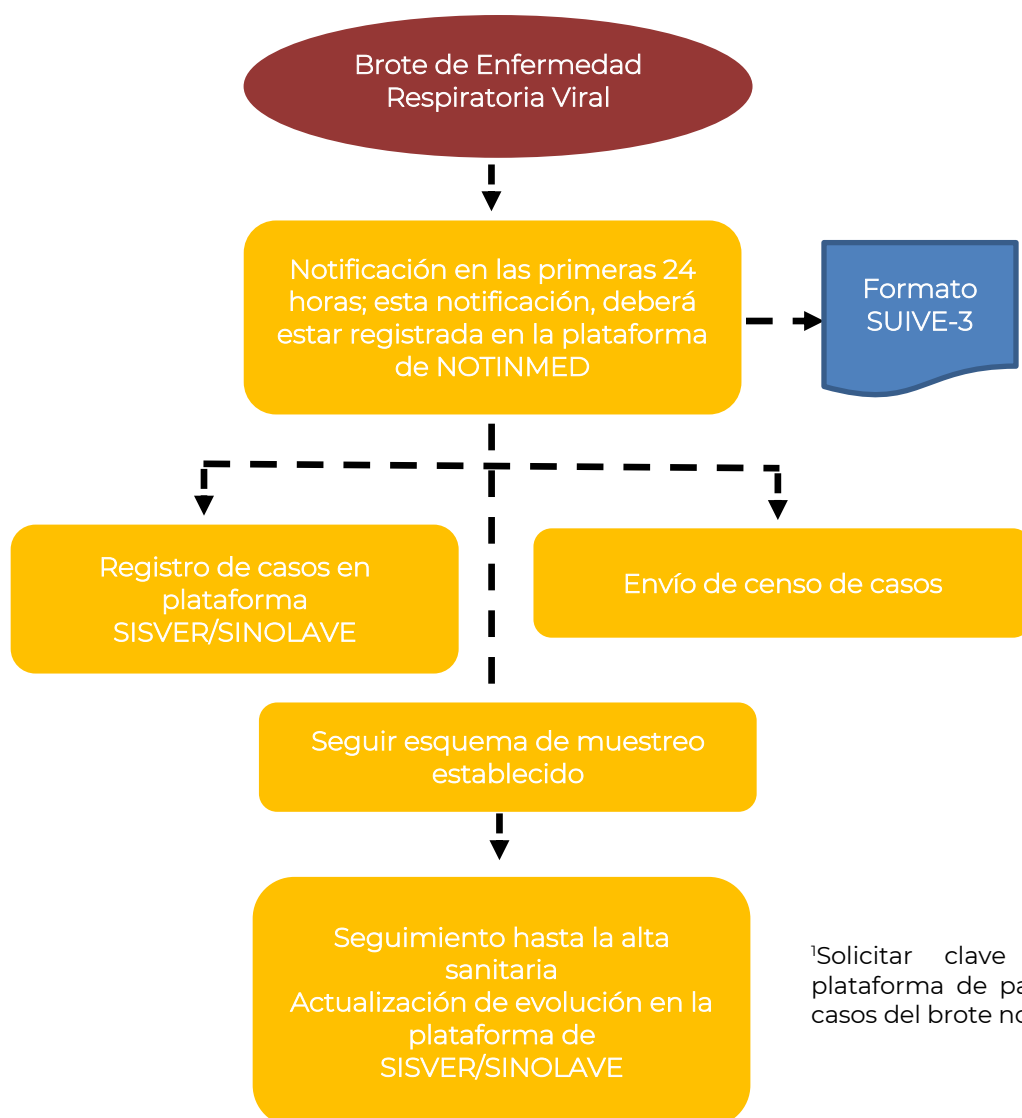 Brote de Enfermedad
Respiratoria Viral
Notificación en las primeras 24
horas; esta notificación, deberá
estar registrada en la plataforma
de NOTINMED
Formato
SUIVE-3
Registro de casos en
plataforma
SISVER/SINOLAVE
Envío de censo de casos
Seguir esquema de muestreo
establecido
Seguimiento hasta la alta
sanitaria
Actualización de evolución en la
plataforma de
SISVER/SINOLAVE
¹Solicitar clave
plataforma de
casos del brote